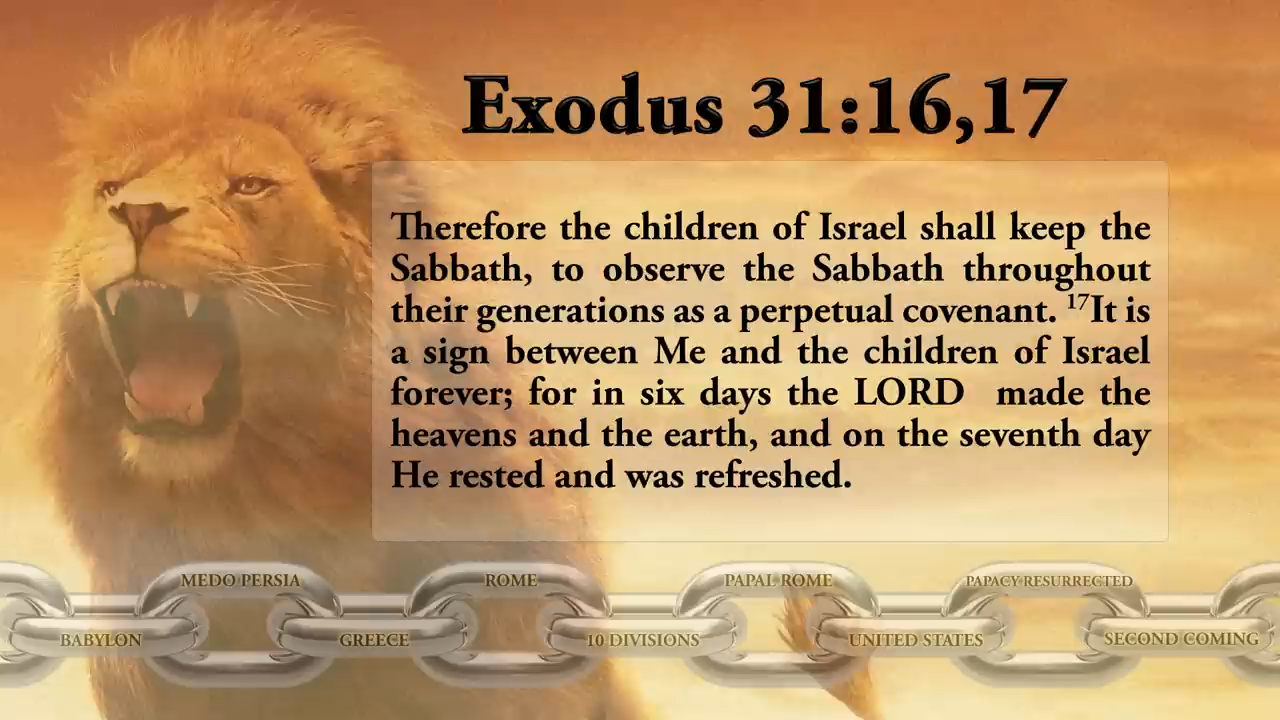 Exodus 31:16,17
Therefore the children of Israel shall keep the
Sabbath, to observe the Sabbath throughout
their generations as a perpetual covenant. 17It is
a sign between Me and the children of Israel
forever; for in six days the LORD made the
heavens and the earth, and on the seventh day
He rested and was refreshed.
MEDO PERSIA ROME PAPAL ROME PAPACY RESURRECTED
BABYLON GREECE 10 DIVISIONS UNITED STATES SECOND COMING